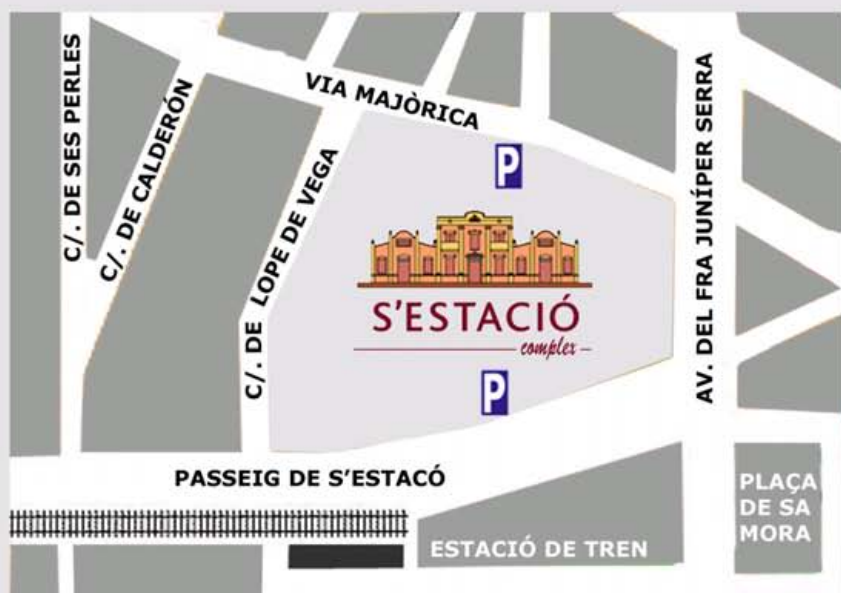 C/. DE SES PERLES
C/. DE CALDERÓN
VIA MAJÒRICA
C/. DE LOPE DE VEGA
AV. DEL FRA JUNÍPER SERRA
P
S'ESTACIÓ
complex
P
PASSEIG DE S'ESTACÓ
ESTACIÓ DE TREN
PLAÇA
DE SA
MORA